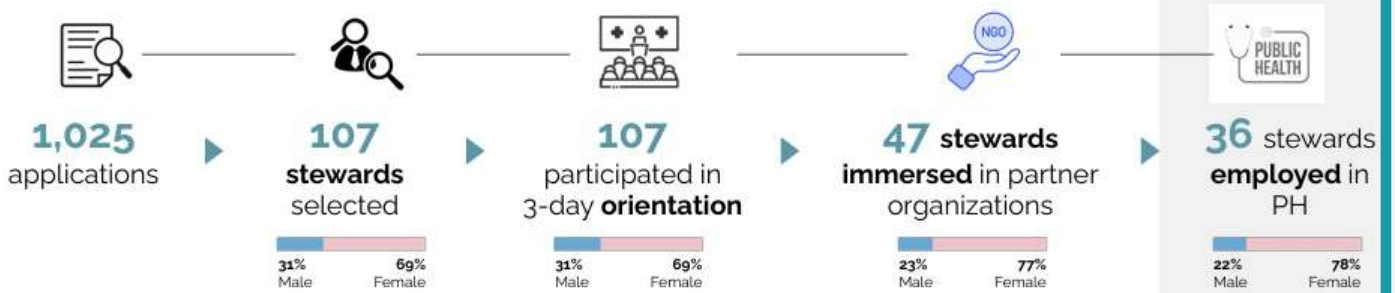 NGO
PUBLIC
HEALTH
1,025
applications
107
stewards
selected
31% 69%
Male Female
107
participated in
3-day orientation
31% 69%
Male Female
47 stewards
immersed in partner
organizations
23% 77%
Male Female
36 stewards
employed in
PH
22% 78%
Male Female